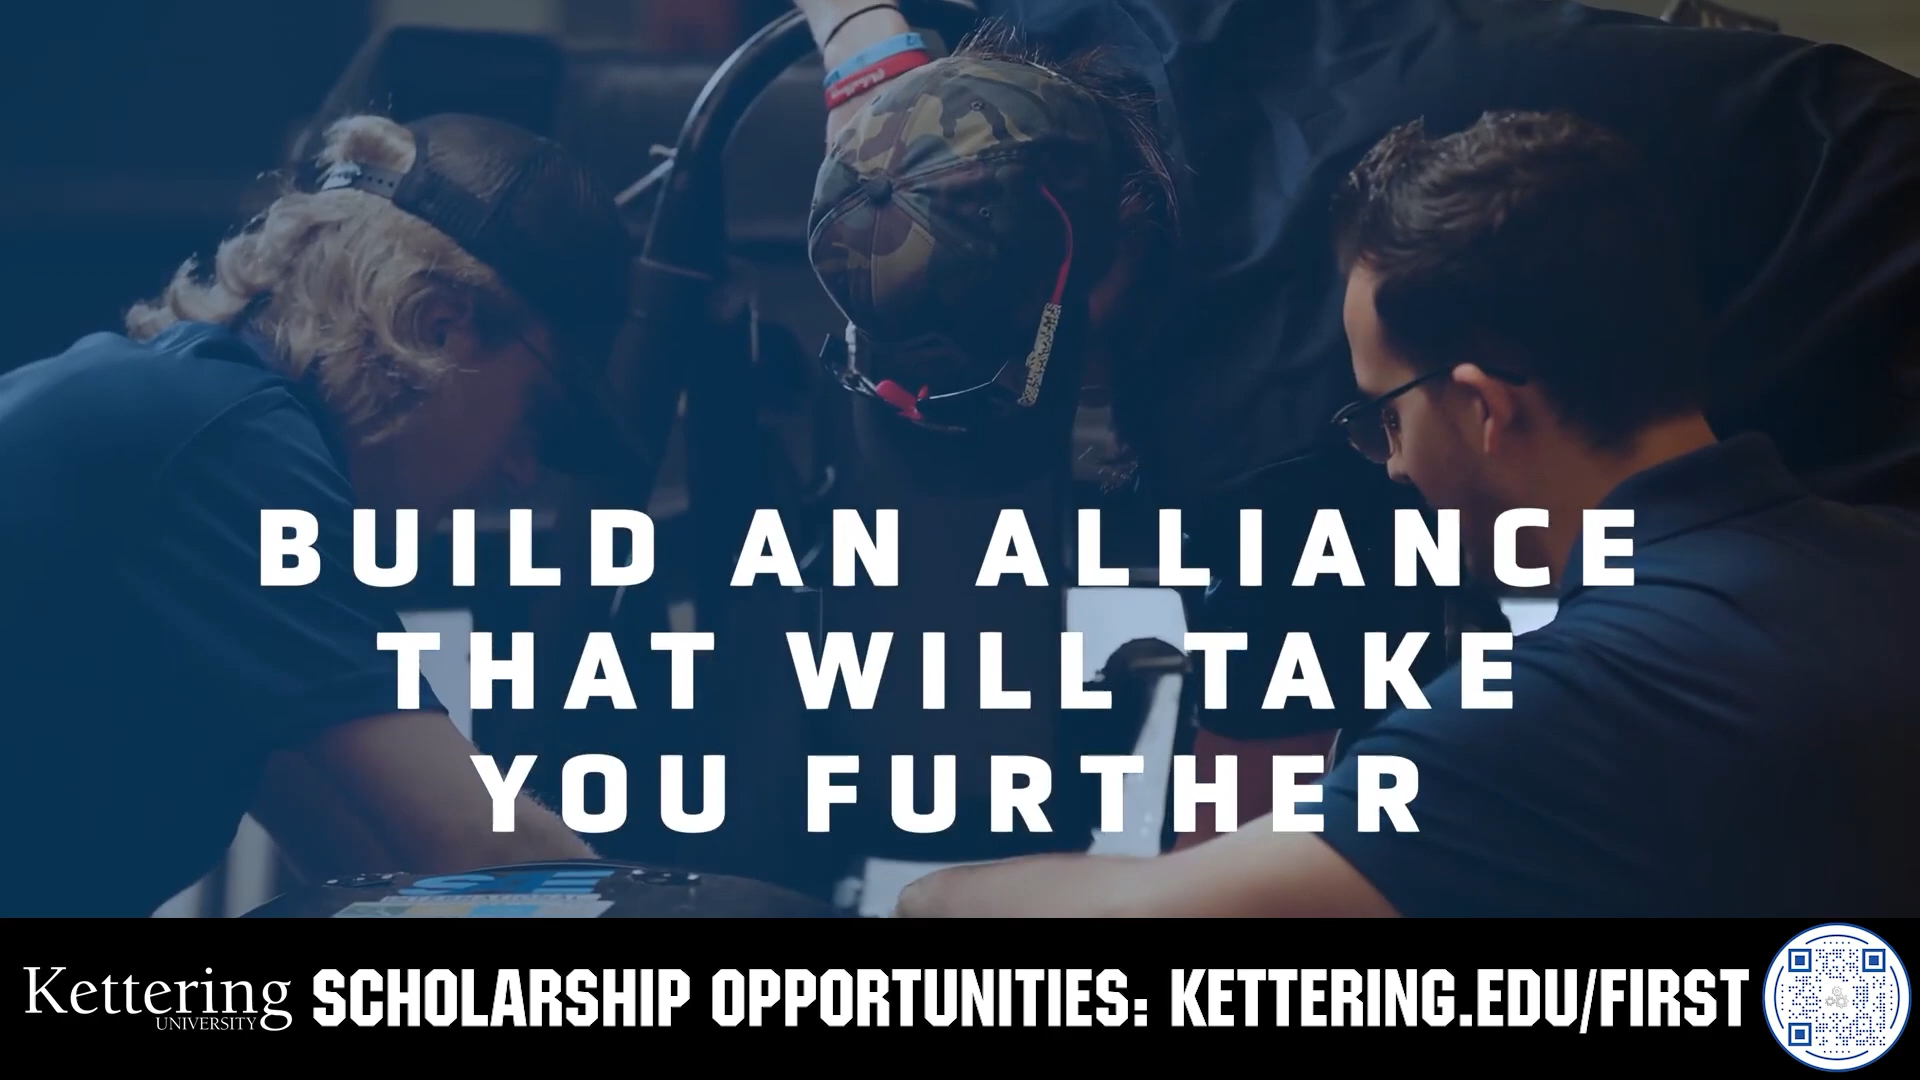 BUILD AN ALLIANCE
THAT WILL TAKE
YOU FURTHER
Kettering
UNIVERSITY
SCHOLARSHIP OPPORTUNITIES: KETTERING.EDU/FIRST